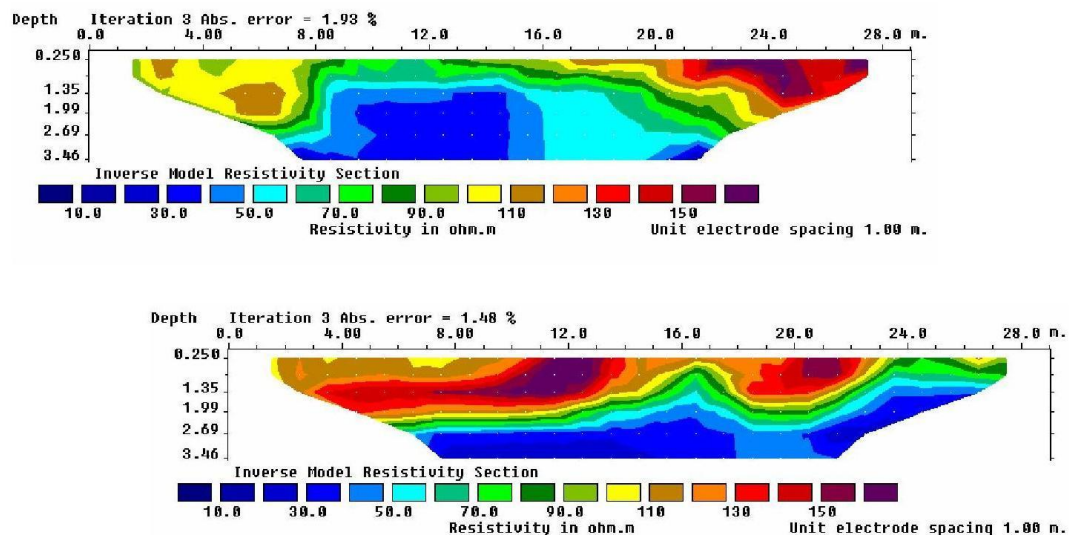 Depth Iteration 3 Abs. error = 1.93 %
0.0 4.00 8.00 12.0 16.0 20.0 24.0 28.0 m.
0.250
1.35
1.99
2.69
3.46
Inverse Model Resistivity Section
10.0 30.0 50.0 70.0 90.0 110 130 150
Resistivity in ohm.m Unit electrode spacing 1.00 m.
Depth Iteration 3 Abs. error = 1.48 %
0.0 4.00 8.00 12.0 16.0 20.0 24.0 28.0 m.
0.250
1.35
1.99
2.69
3.46
Inverse Model Resistivity Section
10.0 30.0 50.0 70.0 90.0 110 130 150
Resistivity in ohm.m Unit electrode spacing 1.00 m.